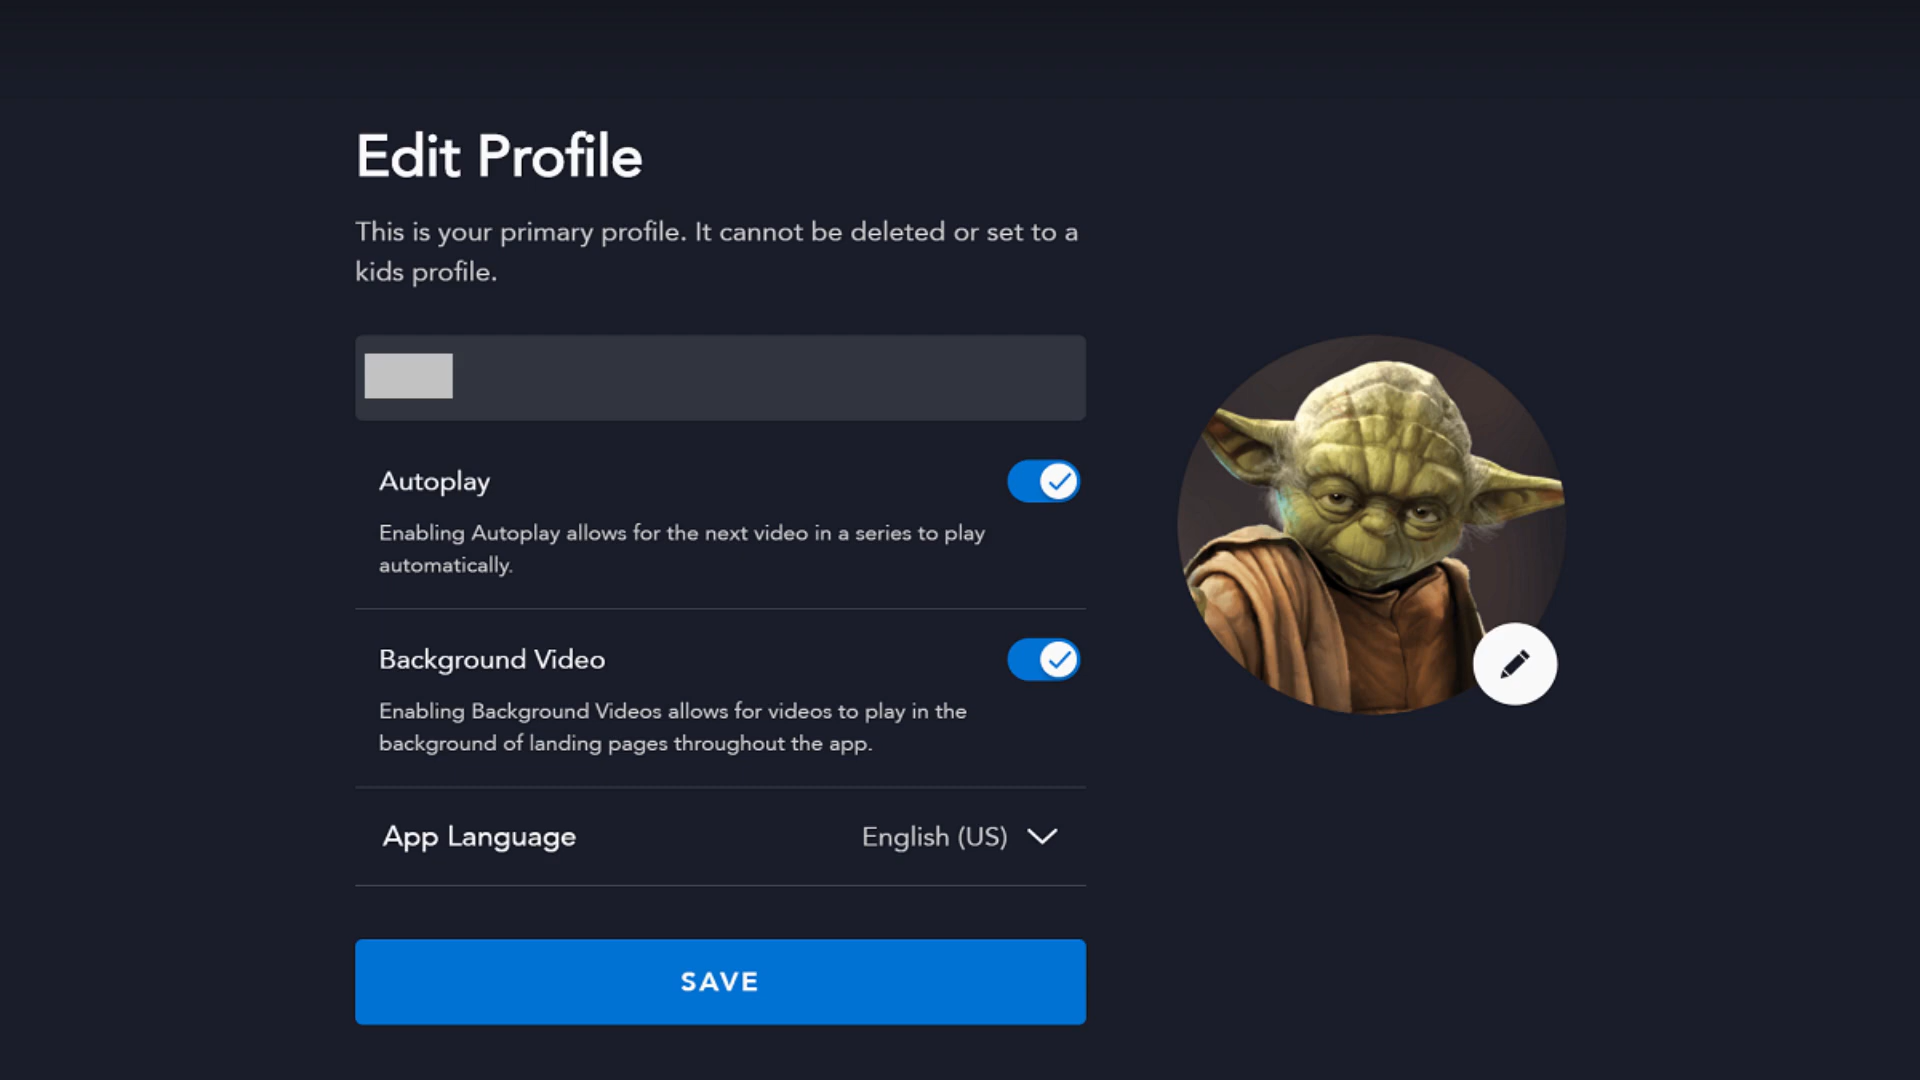 Edit Profile
This is your primary profile. It cannot be deleted or set to a
kids profile.
Autoplay
Enabling Autoplay allows for the next video in a series to play
automatically.
Background Video
Enabling Background Videos allows for videos to play in the
background of landing pages throughout the app.
App Language English (US)
SAVE